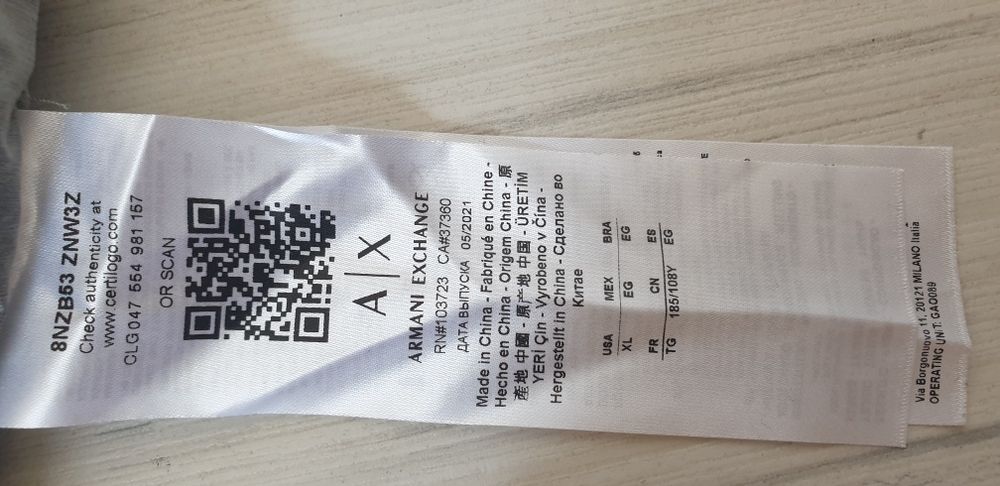 8NZB53 ZNW3Z
Check authenticity at
www.certilogo.com
CLG 047 554 981 157
OR SCAN
A|X
ARMANI EXCHANGE
RN#103723 CA#37360
ДАТА ВЫПУСКА 05/2021
Made in China - Fabriqué en Chine -
Hecho en China - Origem China - 原
產地 中國 - 原产地 中国 - ÜRETİM
YERİ Çin - Vyrobeno v Čína -
Hergestellt in China - Сделано во
Китае
USA MEX BRA
XL EG EG
FR CN ES
TG 185/108Y EG
Via Borgonuovo 11, 20121 MILANO Italia
OPERATING UNIT: GAO089